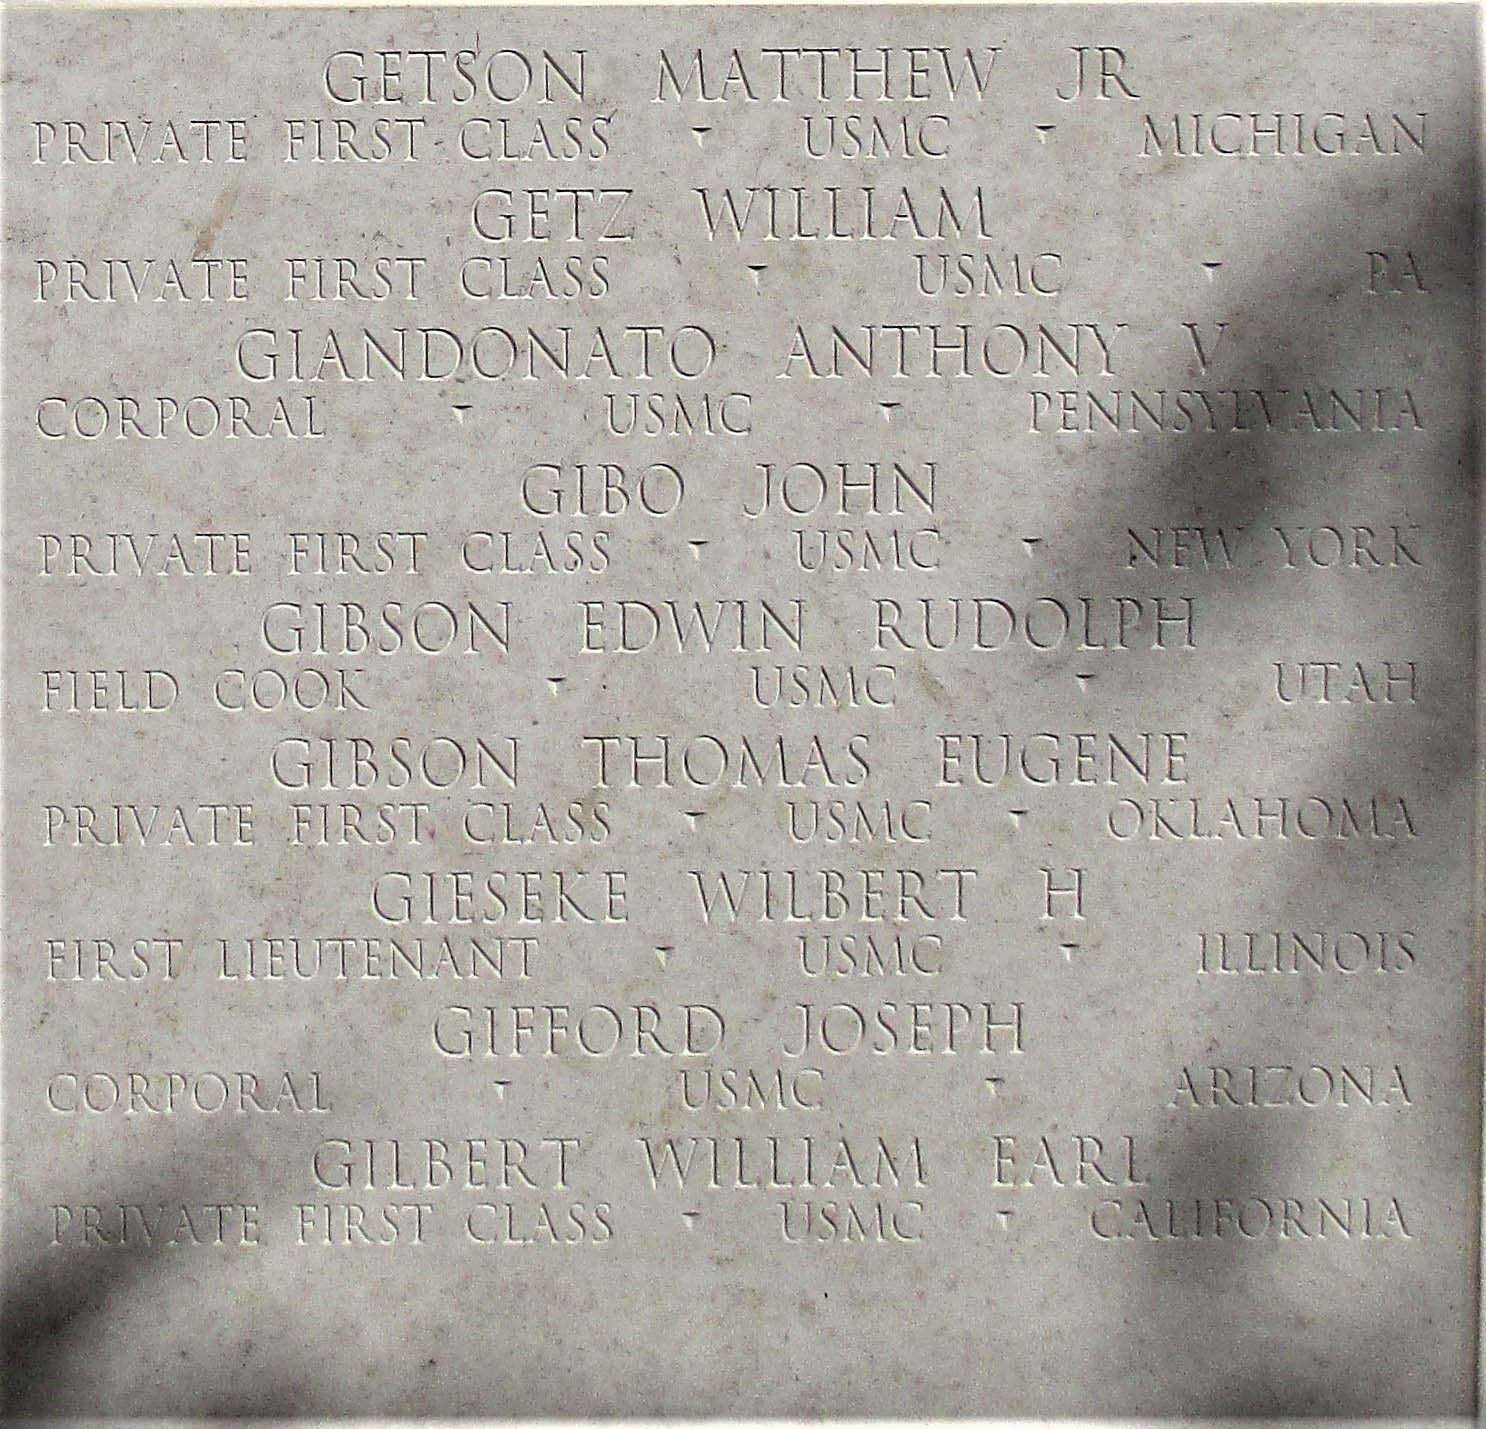 GETSON MATTHEW JR
PRIVATE FIRST CLASS USMC MICHIGAN
GETZ WILLIAM
PRIVATE FIRST CLASS USMC PA
GIANDONATO ANTHONY V
CORPORAL USMC PENNSYLVANIA
GIBO JOHN
PRIVATE FIRST CLASS USMC NEW YORK
GIBSON EDWIN RUDOLPH
FIELD COOK USMC UTAH
GIBSON THOMAS EUGENE
PRIVATE FIRST CLASS USMC OKLAHOMA
GIESEKE WILBERT H
FIRST LIEUTENANT USMC ILLINOIS
GIFFORD JOSEPH
CORPORAL USMC ARIZONA
GILBERT WILLIAM EARL
PRIVATE FIRST CLASS USMC CALIFORNIA